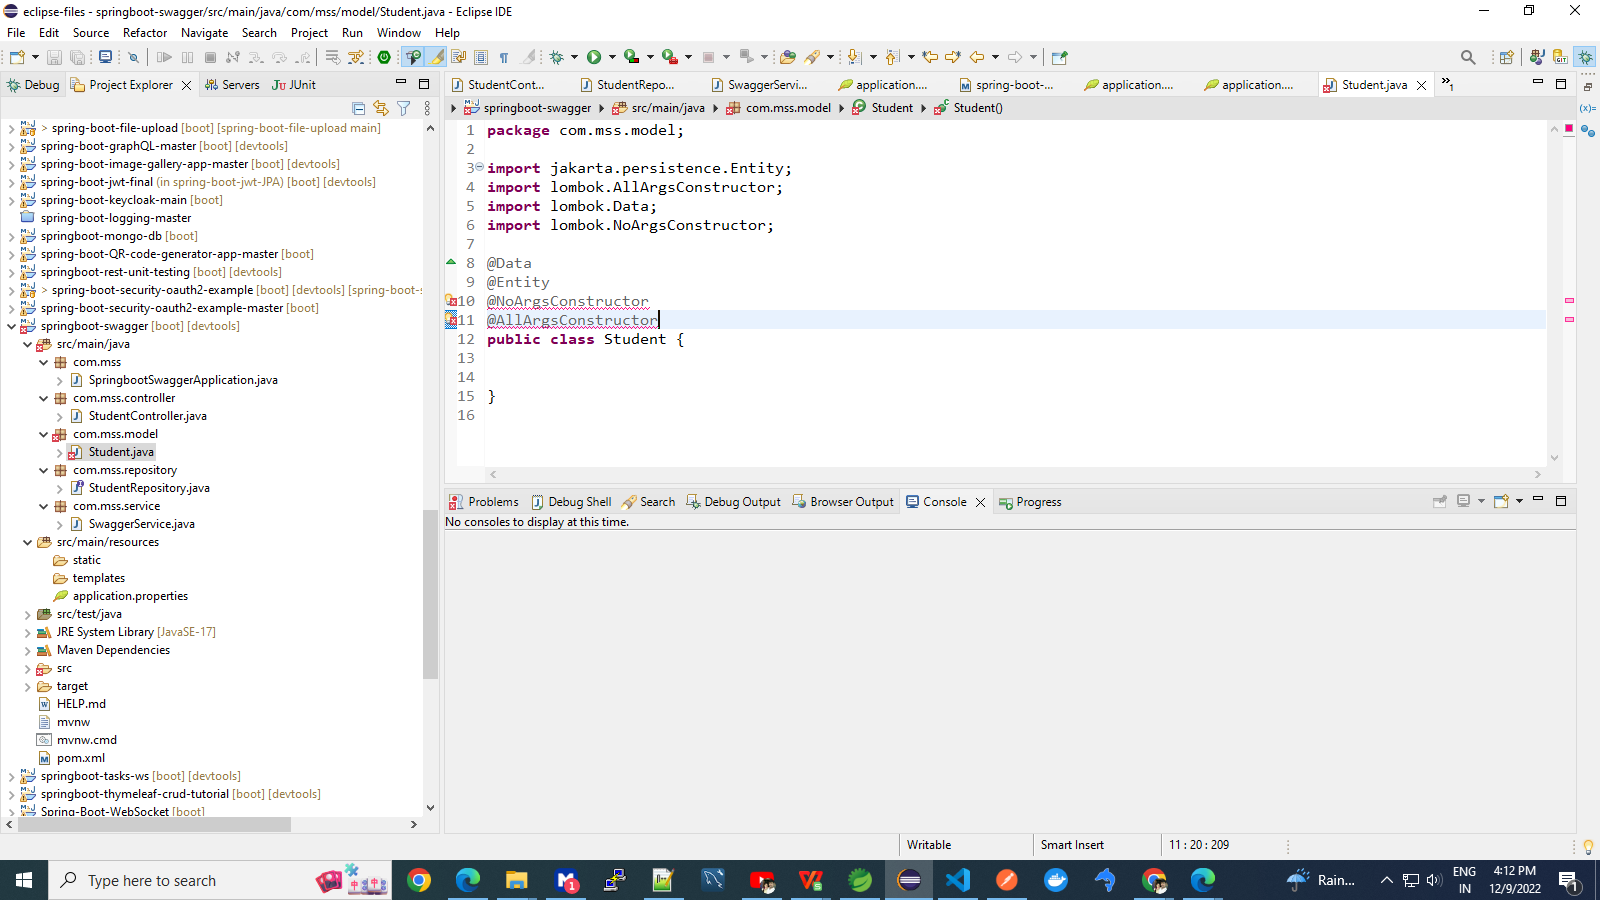 eclipse-files - springboot-swagger/src/main/java/com/mss/model/Student.java - Eclipse IDE
File Edit Source Refactor Navigate Search Project Run Window Help
Debug Project Explorer Servers JUnit
StudentCont... StudentRepo... SwaggerServi... application.... spring-boot-... application.... application.... Student.java »1
springboot-swagger src/main/java com.mss.model Student Student()
> spring-boot-file-upload [boot] [spring-boot-file-upload main]
spring-boot-graphQL-master [boot] [devtools]
spring-boot-image-gallery-app-master [boot] [devtools]
spring-boot-jwt-final (in spring-boot-jwt-JPA) [boot] [devtools]
spring-boot-keycloak-main [boot]
spring-boot-logging-master
springboot-mongo-db [boot]
spring-boot-QR-code-generator-app-master [boot]
springboot-rest-unit-testing [boot] [devtools]
> spring-boot-security-oauth2-example [boot] [devtools] [spring-boot-s
spring-boot-security-oauth2-example-master [boot]
springboot-swagger [boot] [devtools]
src/main/java
com.mss
SpringbootSwaggerApplication.java
com.mss.controller
StudentController.java
com.mss.model
Student.java
com.mss.repository
StudentRepository.java
com.mss.service
SwaggerService.java
src/main/resources
static
templates
application.properties
src/test/java
JRE System Library [JavaSE-17]
Maven Dependencies
src
target
HELP.md
mvnw
mvnw.cmd
pom.xml
springboot-tasks-ws [boot] [devtools]
springboot-thymeleaf-crud-tutorial [boot] [devtools]
Spring-Boot-WebSocket [boot]
1 package com.mss.model;
2
3 import jakarta.persistence.Entity;
4 import lombok.AllArgsConstructor;
5 import lombok.Data;
6 import lombok.NoArgsConstructor;
7
8 @Data
9 @Entity
10 @NoArgsConstructor
11 @AllArgsConstructor
12 public class Student {
13
14
15 }
16
Problems Debug Shell Search Debug Output Browser Output Console Progress
No consoles to display at this time.
Writable Smart Insert 11 : 20 : 209
Type here to search
Rain...
ENG
IN
4:12 PM
12/9/2022
1